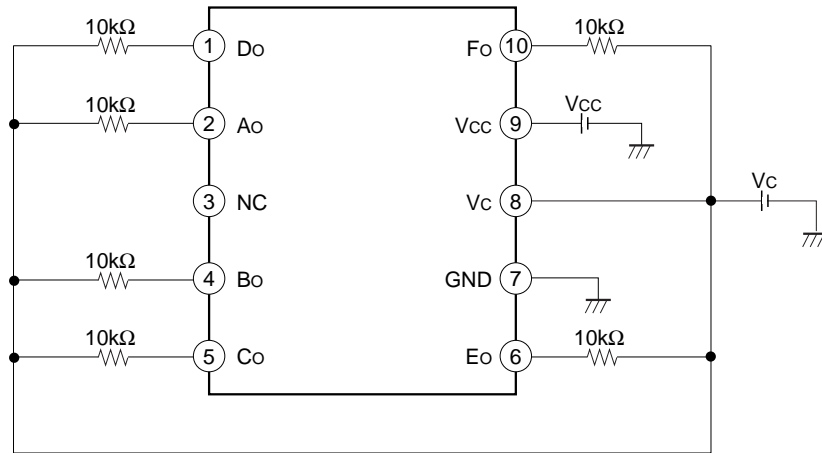 10kΩ 1 DO FO 10 10kΩ
10kΩ 2 AO VCC 9 VCC
3 NC VC 8 VC
10kΩ 4 BO GND 7
10kΩ 5 CO EO 6 10kΩ